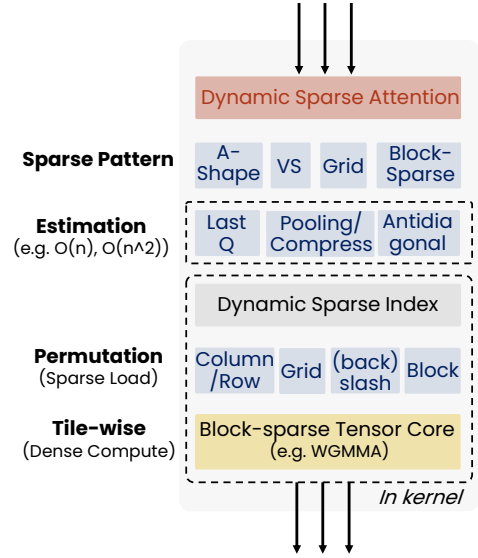 Dynamic Sparse Attention
Sparse Pattern
A-
Shape
VS
Grid
Block-
Sparse
Estimation
(e.g. O(n), O(n^2))
Last
Q
Pooling/
Compress
Antidia
gonal
Dynamic Sparse Index
Permutation
(Sparse Load)
Column
/Row
Grid
(back)
slash
Block
Tile-wise
(Dense Compute)
Block-sparse Tensor Core
(e.g. WGMMA)
In kernel